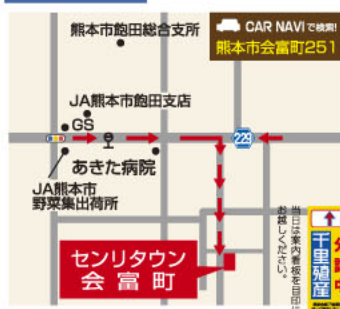 熊本市飽田総合支所
CAR NAVIで検索!
熊本市会富町251
JA熊本市飽田支店
GS
229
あきた病院
JA熊本市
野菜集出荷所
センリタウン
会富町
当日は案内看板を目印に
お越しください。
千里殖産
分譲中